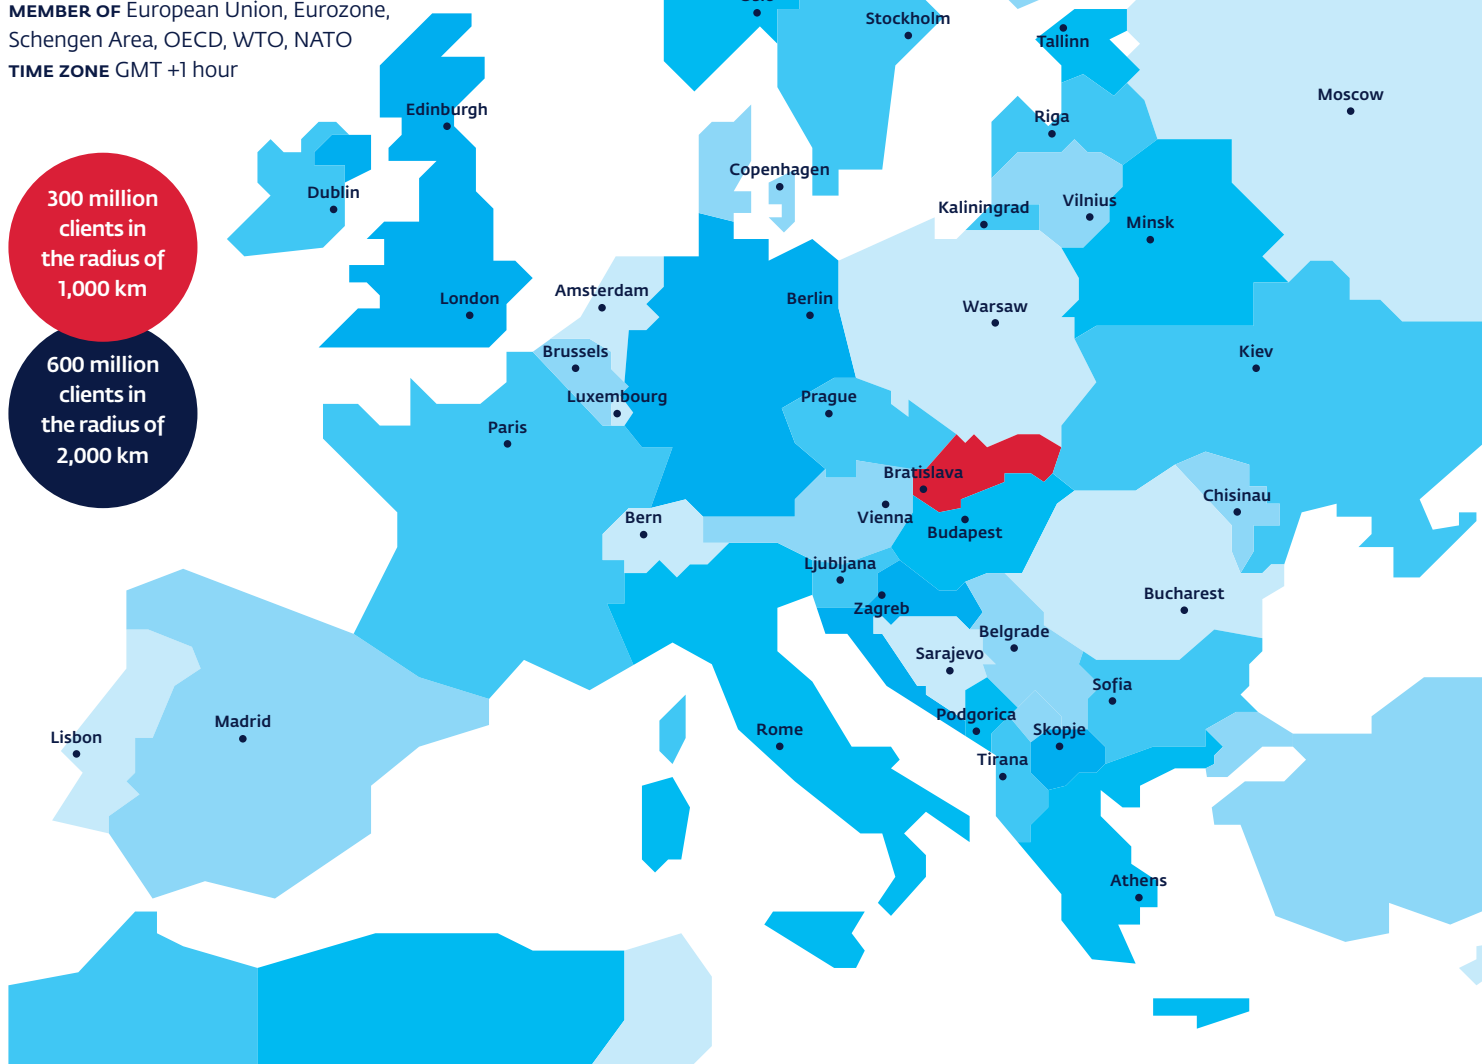 MEMBER OF European Union, Eurozone,
Schengen Area, OECD, WTO, NATO
TIME ZONE GMT +1 hour
300 million
clients in
the radius of
1,000 km
600 million
clients in
the radius of
2,000 km
Stockholm
Tallinn
Moscow
Edinburgh
Riga
Copenhagen
Dublin
Vilnius
Kaliningrad
Minsk
Amsterdam
London
Berlin
Warsaw
Brussels
Kiev
Luxembourg
Prague
Paris
Bratislava
Chisinau
Bern
Vienna
Budapest
Ljubljana
Bucharest
Zagreb
Belgrade
Sarajevo
Sofia
Podgorica
Madrid
Rome
Skopje
Lisbon
Tirana
Athens